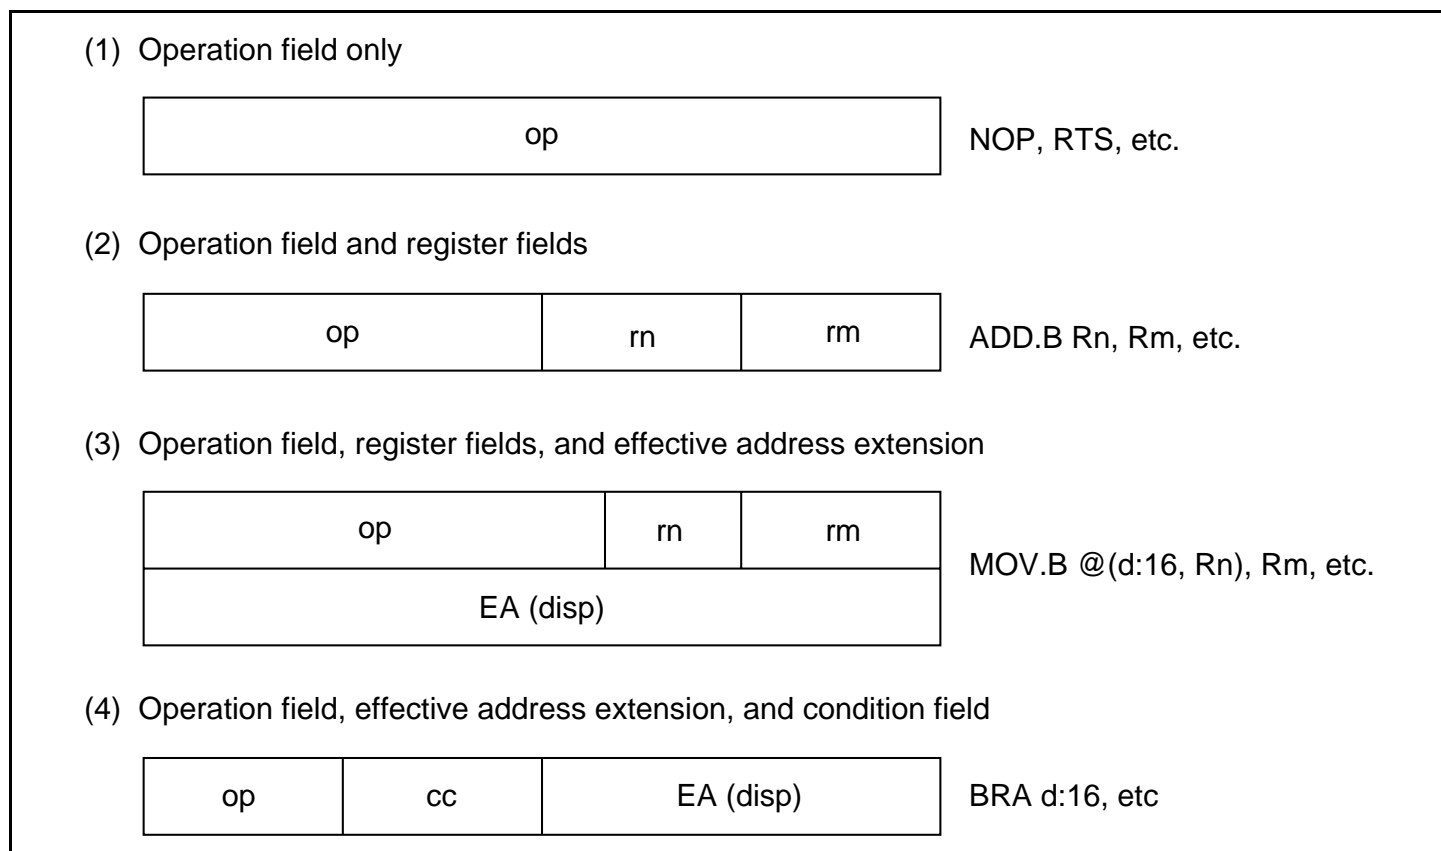 (1) Operation field only
op
NOP, RTS, etc.
(2) Operation field and register fields
op rn rm
ADD.B Rn, Rm, etc.
(3) Operation field, register fields, and effective address extension
op rn rm
EA (disp)
MOV.B @(d:16, Rn), Rm, etc.
(4) Operation field, effective address extension, and condition field
op cc EA (disp)
BRA d:16, etc